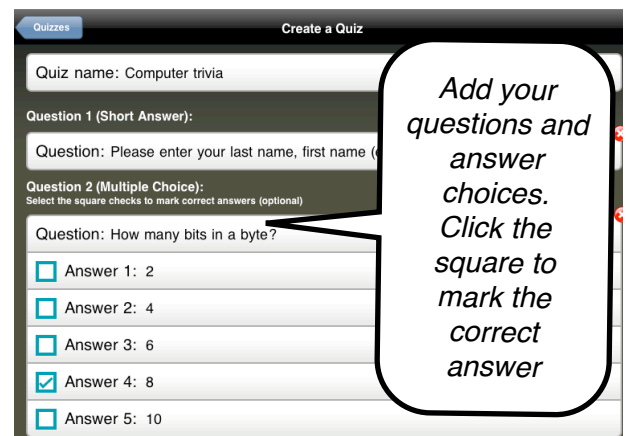 Quizzes
Create a Quiz
Quiz name: Computer trivia
Question 1 (Short Answer):
Question: Please enter your last name, first name (
Question 2 (Multiple Choice):
Select the square checks to mark correct answers (optional)
Question: How many bits in a byte?
Answer 1: 2
Answer 2: 4
Answer 3: 6
Answer 4: 8
Answer 5: 10
Add your
questions and
answer
choices.
Click the
square to
mark the
correct
answer